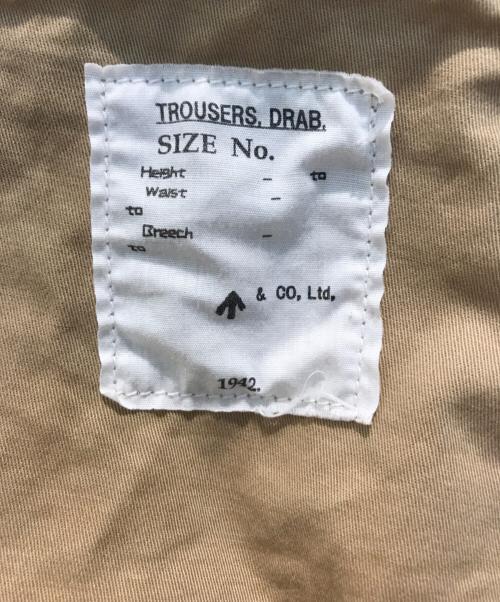 TROUSERS, DRAB.
SIZE No.
Height – to
Waist –
to
Breech –
to
& CO, Ltd,
1942.